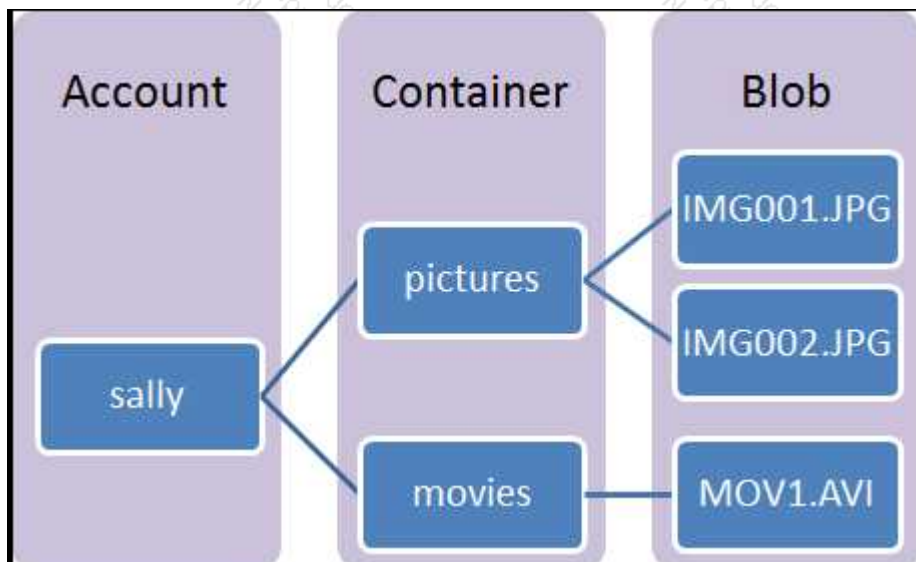 Account
Container
Blob
IMG001.JPG
pictures
IMG002.JPG
sally
movies
MOV1.AVI